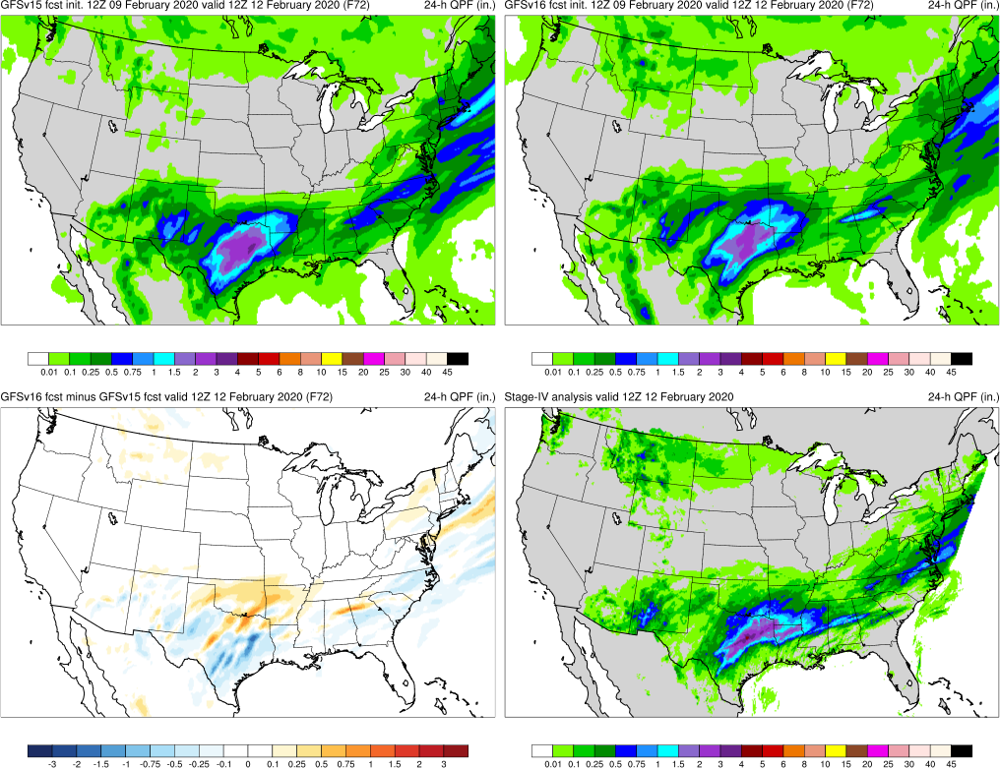 GFSv15 fcst init. 12Z 09 February 2020 valid 12Z 12 February 2020 (F72) 24-h QPF (in.)
GFSv16 fcst init. 12Z 09 February 2020 valid 12Z 12 February 2020 (F72) 24-h QPF (in.)
0.01 0.1 0.25 0.5 0.75 1 1.5 2 3 4 5 6 8 10 15 20 25 30 40 45
0.01 0.1 0.25 0.5 0.75 1 1.5 2 3 4 5 6 8 10 15 20 25 30 40 45
GFSv16 fcst minus GFSv15 fcst valid 12Z 12 February 2020 (F72) 24-h QPF (in.)
Stage-IV analysis valid 12Z 12 February 2020 24-h QPF (in.)
-3 -2 -1.5 -1 -0.75 -0.5 -0.25 -0.1 0 0.1 0.25 0.5 0.75 1 1.5 2 3
0.01 0.1 0.25 0.5 0.75 1 1.5 2 3 4 5 6 8 10 15 20 25 30 40 45